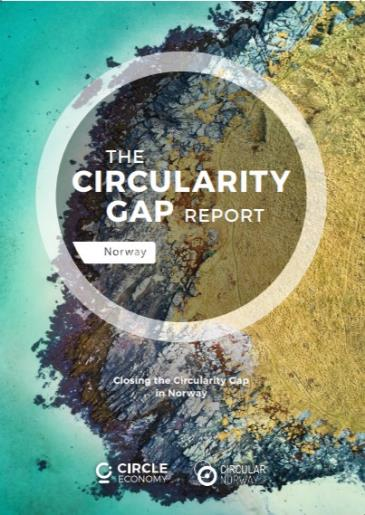 THE
CIRCULARITY
GAP REPORT
Norway
Closing the Circularity Gap
in Norway
CIRCLE
ECONOMY
CIRCULAR
NORWAY